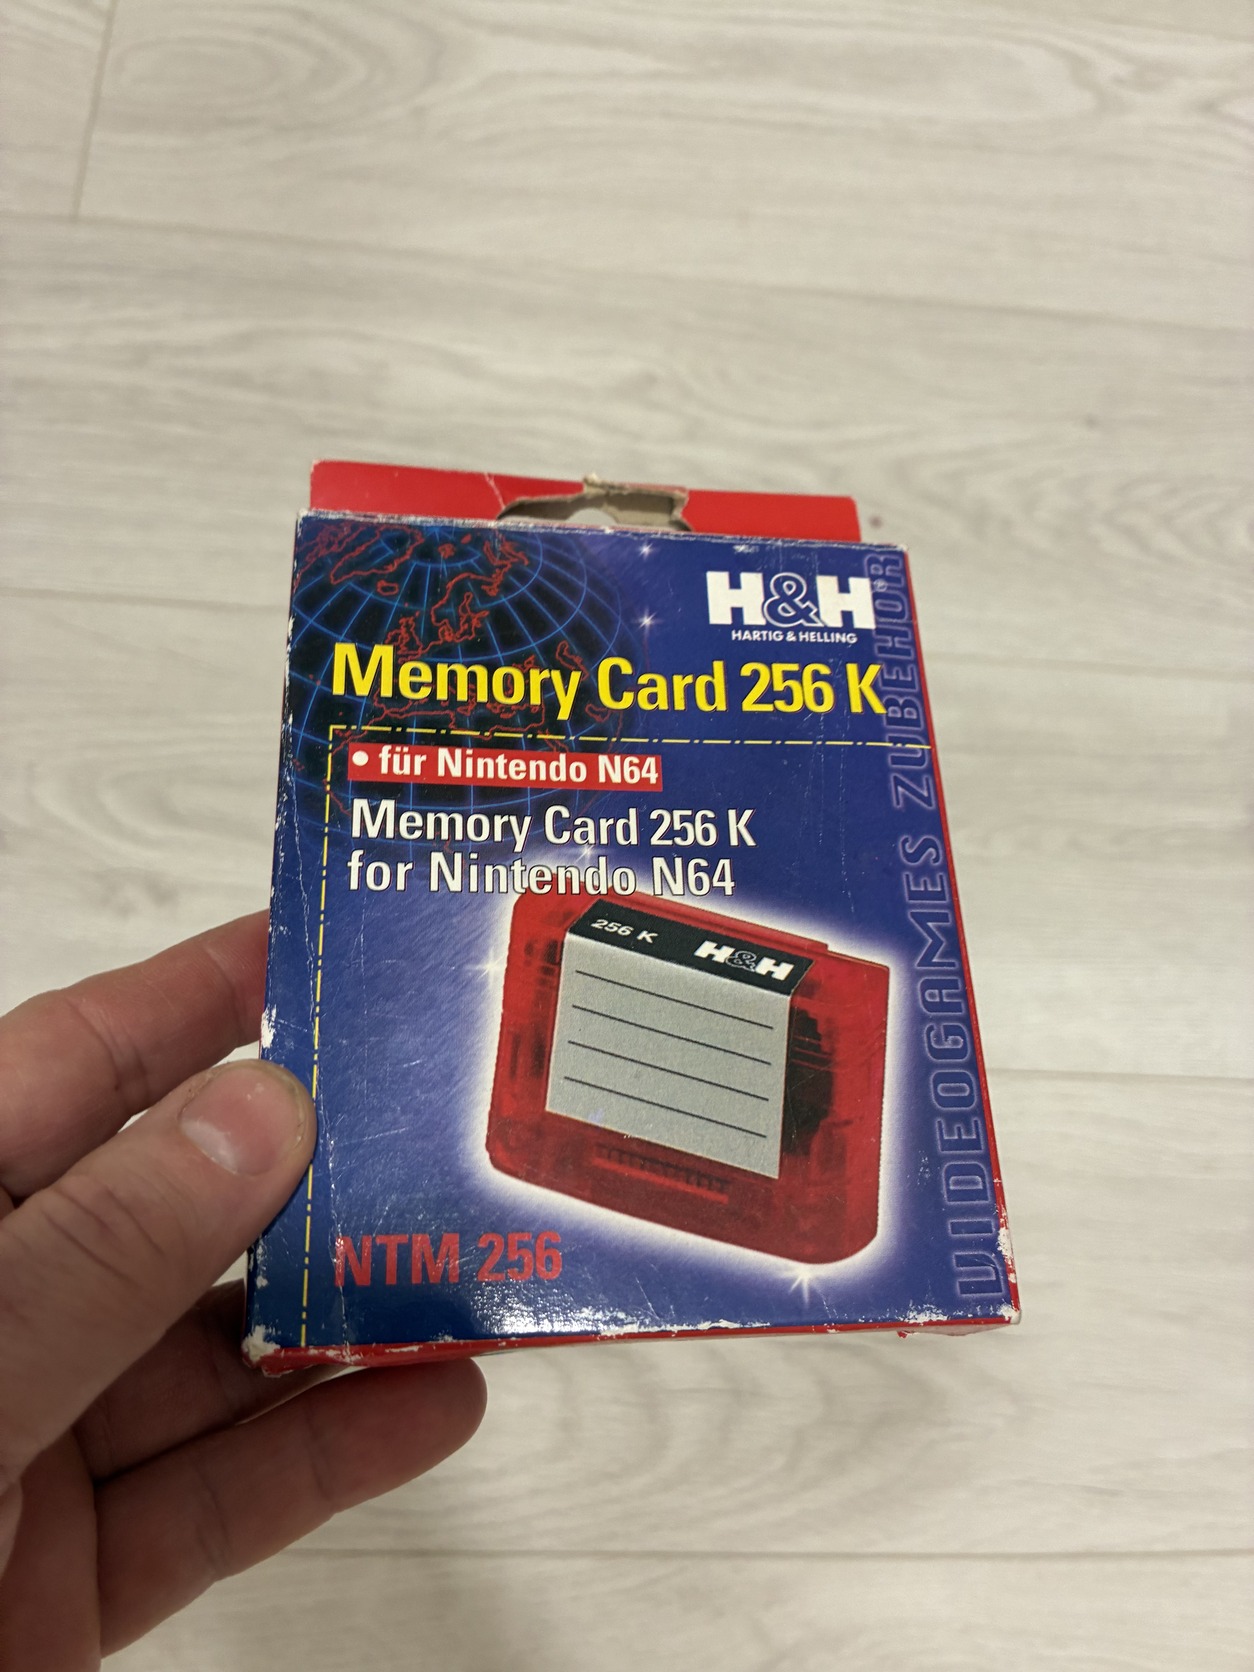 H&H®
HARTIG & HELLING
Memory Card 256 K
• für Nintendo N64
Memory Card 256 K
for Nintendo N64
256 K H&H
NTM 256
VIDEOGAMES ZUBEHÖR